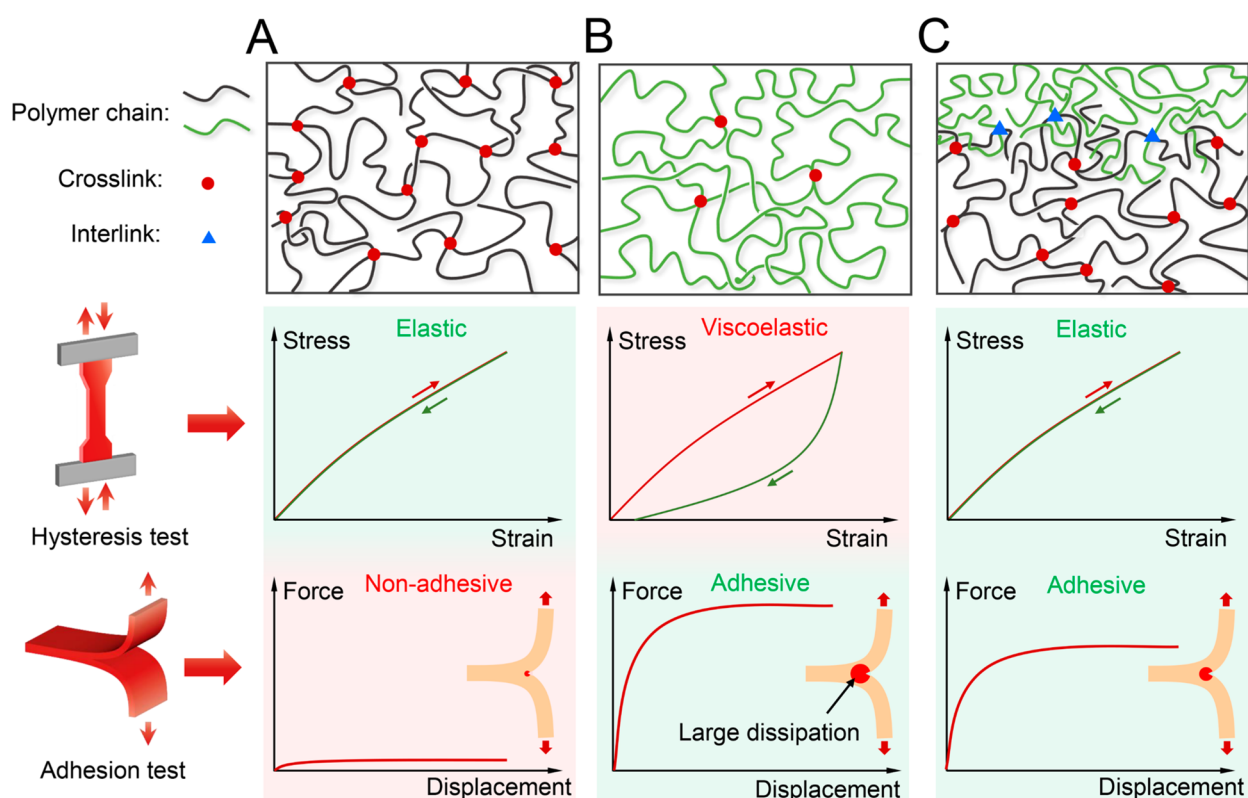 A
B
C
Polymer chain:
Crosslink:
Interlink:
Hysteresis test
Stress
Elastic
Strain
Stress
Viscoelastic
Strain
Stress
Elastic
Strain
Adhesion test
Force
Non-adhesive
Displacement
Force
Adhesive
Large dissipation
Displacement
Force
Adhesive
Displacement